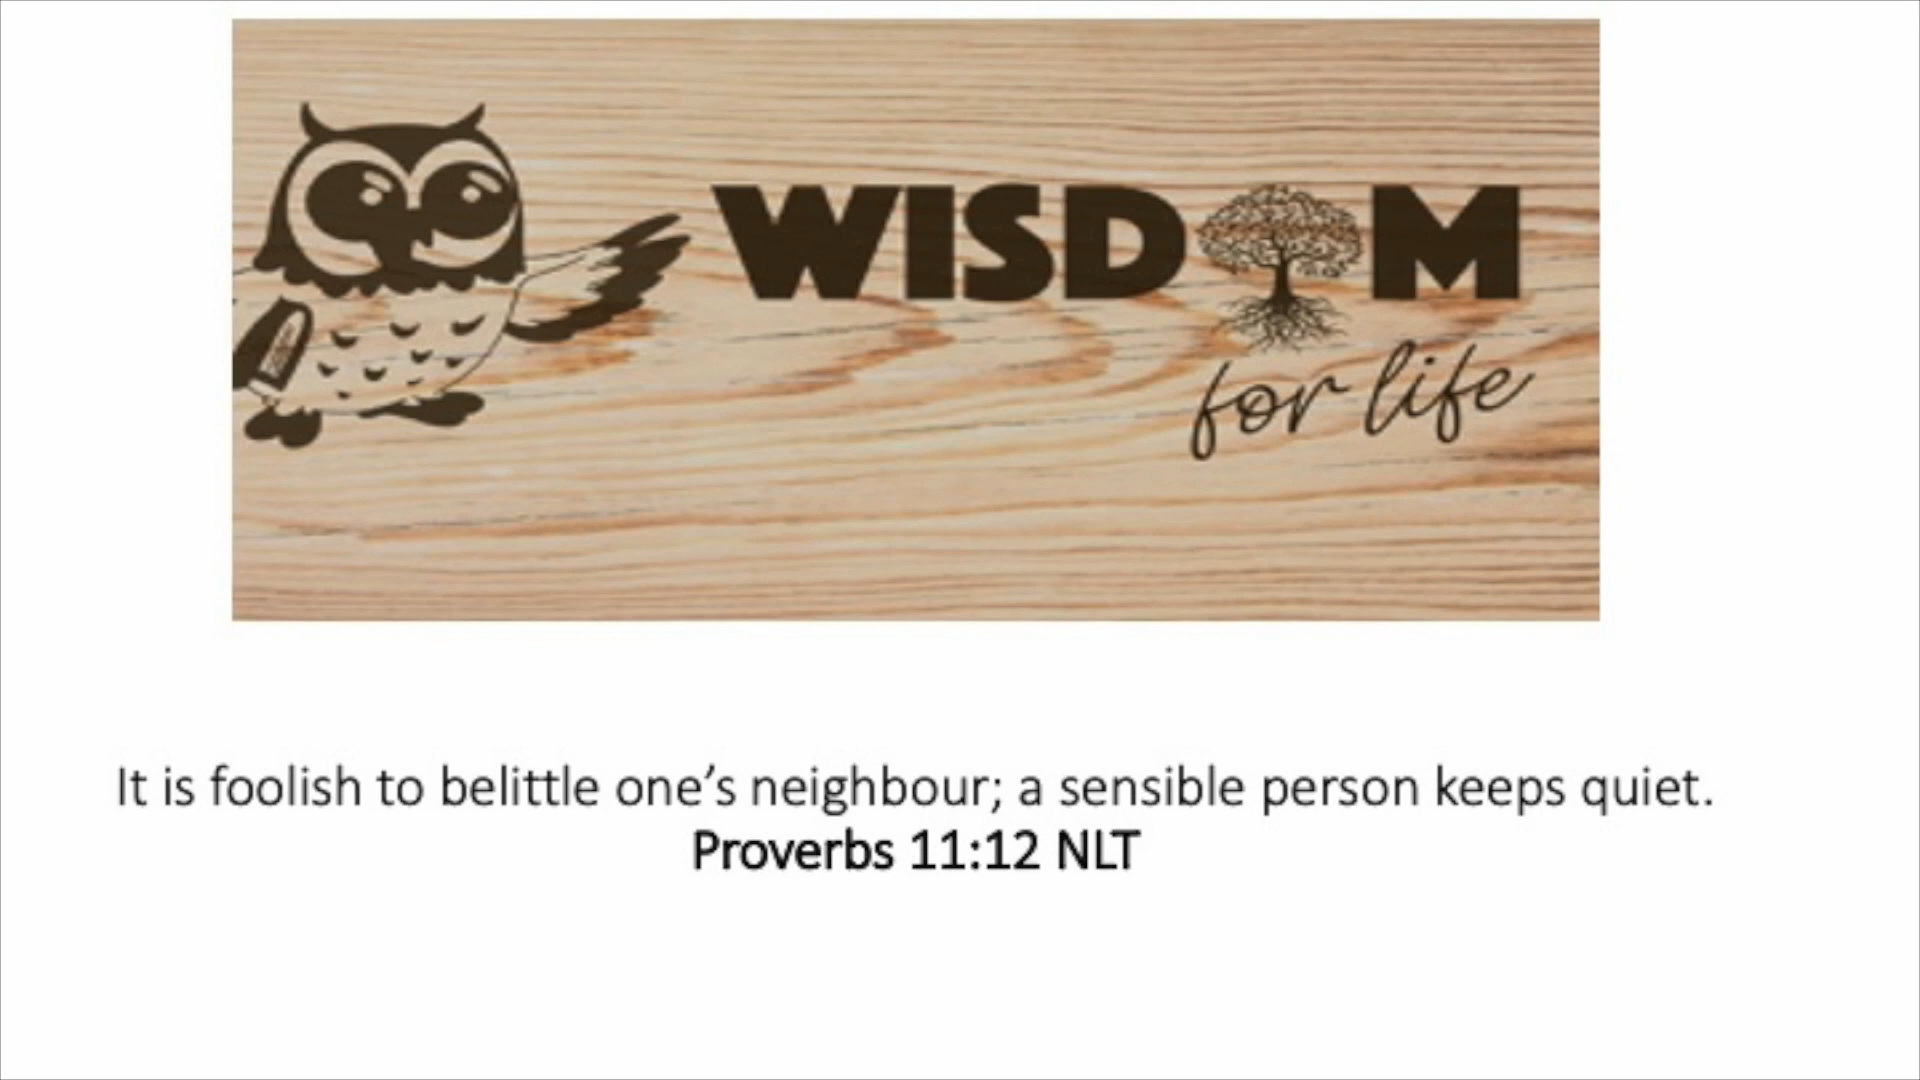 WISDOM
for life
It is foolish to belittle one’s neighbour; a sensible person keeps quiet.
Proverbs 11:12 NLT